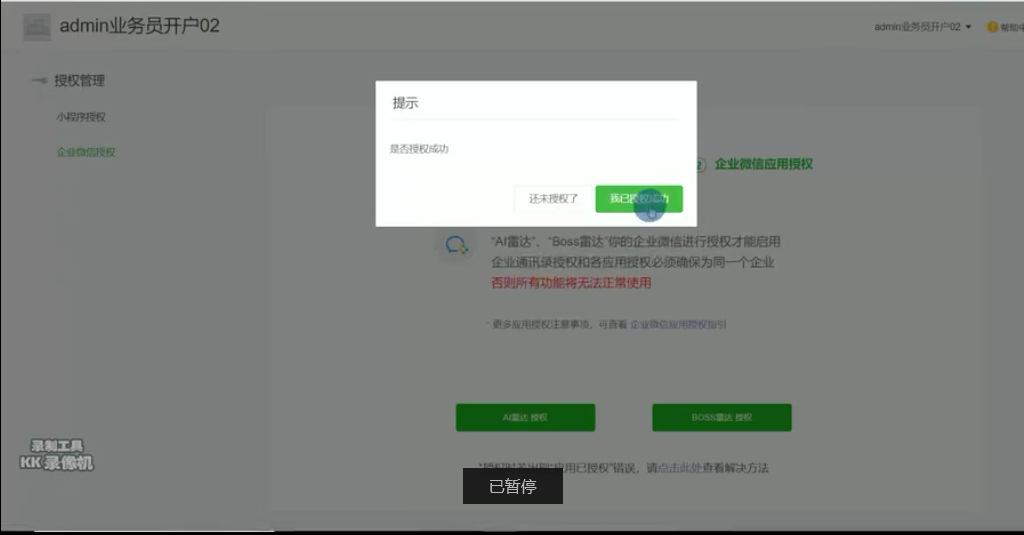 admin业务员开户02
admin业务员开户02
帮助中
授权管理
小程序授权
企业微信授权
提示
是否授权成功
还未授权了
我已授权成功
2 企业微信应用授权
“AI雷达”、“Boss雷达”你的企业微信进行授权才能启用
企业通讯录授权和各应用授权必须确保为同一个企业
否则所有功能将无法正常使用
* 更多应用授权注意事项，可查看 企业微信应用授权指引
AI雷达 授权
BOSS雷达 授权
录制工具
KK 录像机
应用已授权”错误，请点击此处查看解决方法
已暂停